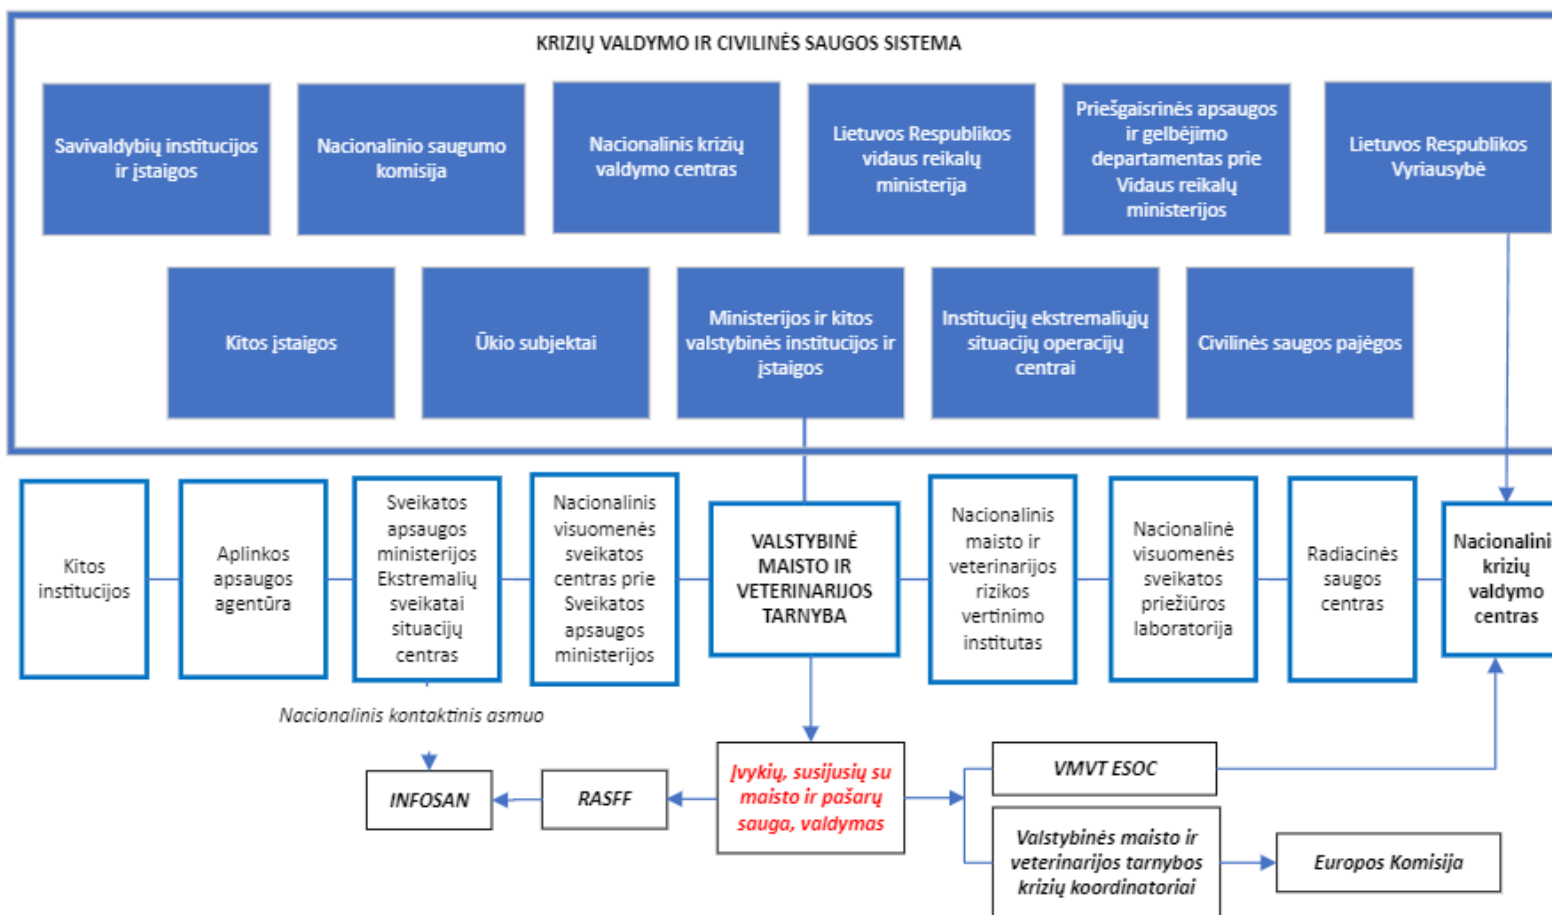 KRIZIŲ VALDYMO IR CIVILINĖS SAUGOS SISTEMA
Savivaldybių institucijos
ir įstaigos
Nacionalinio saugumo
komisija
Nacionalinis krizių
valdymo centras
Lietuvos Respublikos
vidaus reikalų
ministerija
Priešgaisrinės apsaugos
ir gelbėjimo
departamentas prie
Vidaus reikalų
ministerijos
Lietuvos Respublikos
Vyriausybė
Kitos įstaigos
Ūkio subjektai
Ministerijos ir kitos
valstybinės institucijos ir
įstaigos
Institucijų ekstremaliųjų
situacijų operacijų
centrai
Civilinės saugos pajėgos
Kitos
institucijos
Aplinkos
apsaugos
agentūra
Sveikatos
apsaugos
ministerijos
Ekstremalių
sveikatai
situacijų
centras
Nacionalinis
visuomenės
sveikatos
centras prie
Sveikatos
apsaugos
ministerijos
VALSTYBINĖ
MAISTO IR
VETERINARIJOS
TARNYBA
Nacionalinis
maisto ir
veterinarijos
rizikos
vertinimo
institutas
Nacionalinė
visuomenės
sveikatos
priežiūros
laboratorija
Radiacinės
saugos
centras
Nacionalinis
krizių
valdymo
centras
Nacionalinis kontaktinis asmuo
INFOSAN
RASFF
Įvykių, susijusių su
maisto ir pašarų
sauga, valdymas
VMVT ESOC
Valstybinės maisto ir
veterinarijos tarnybos
krizių koordinatoriai
Europos Komisija